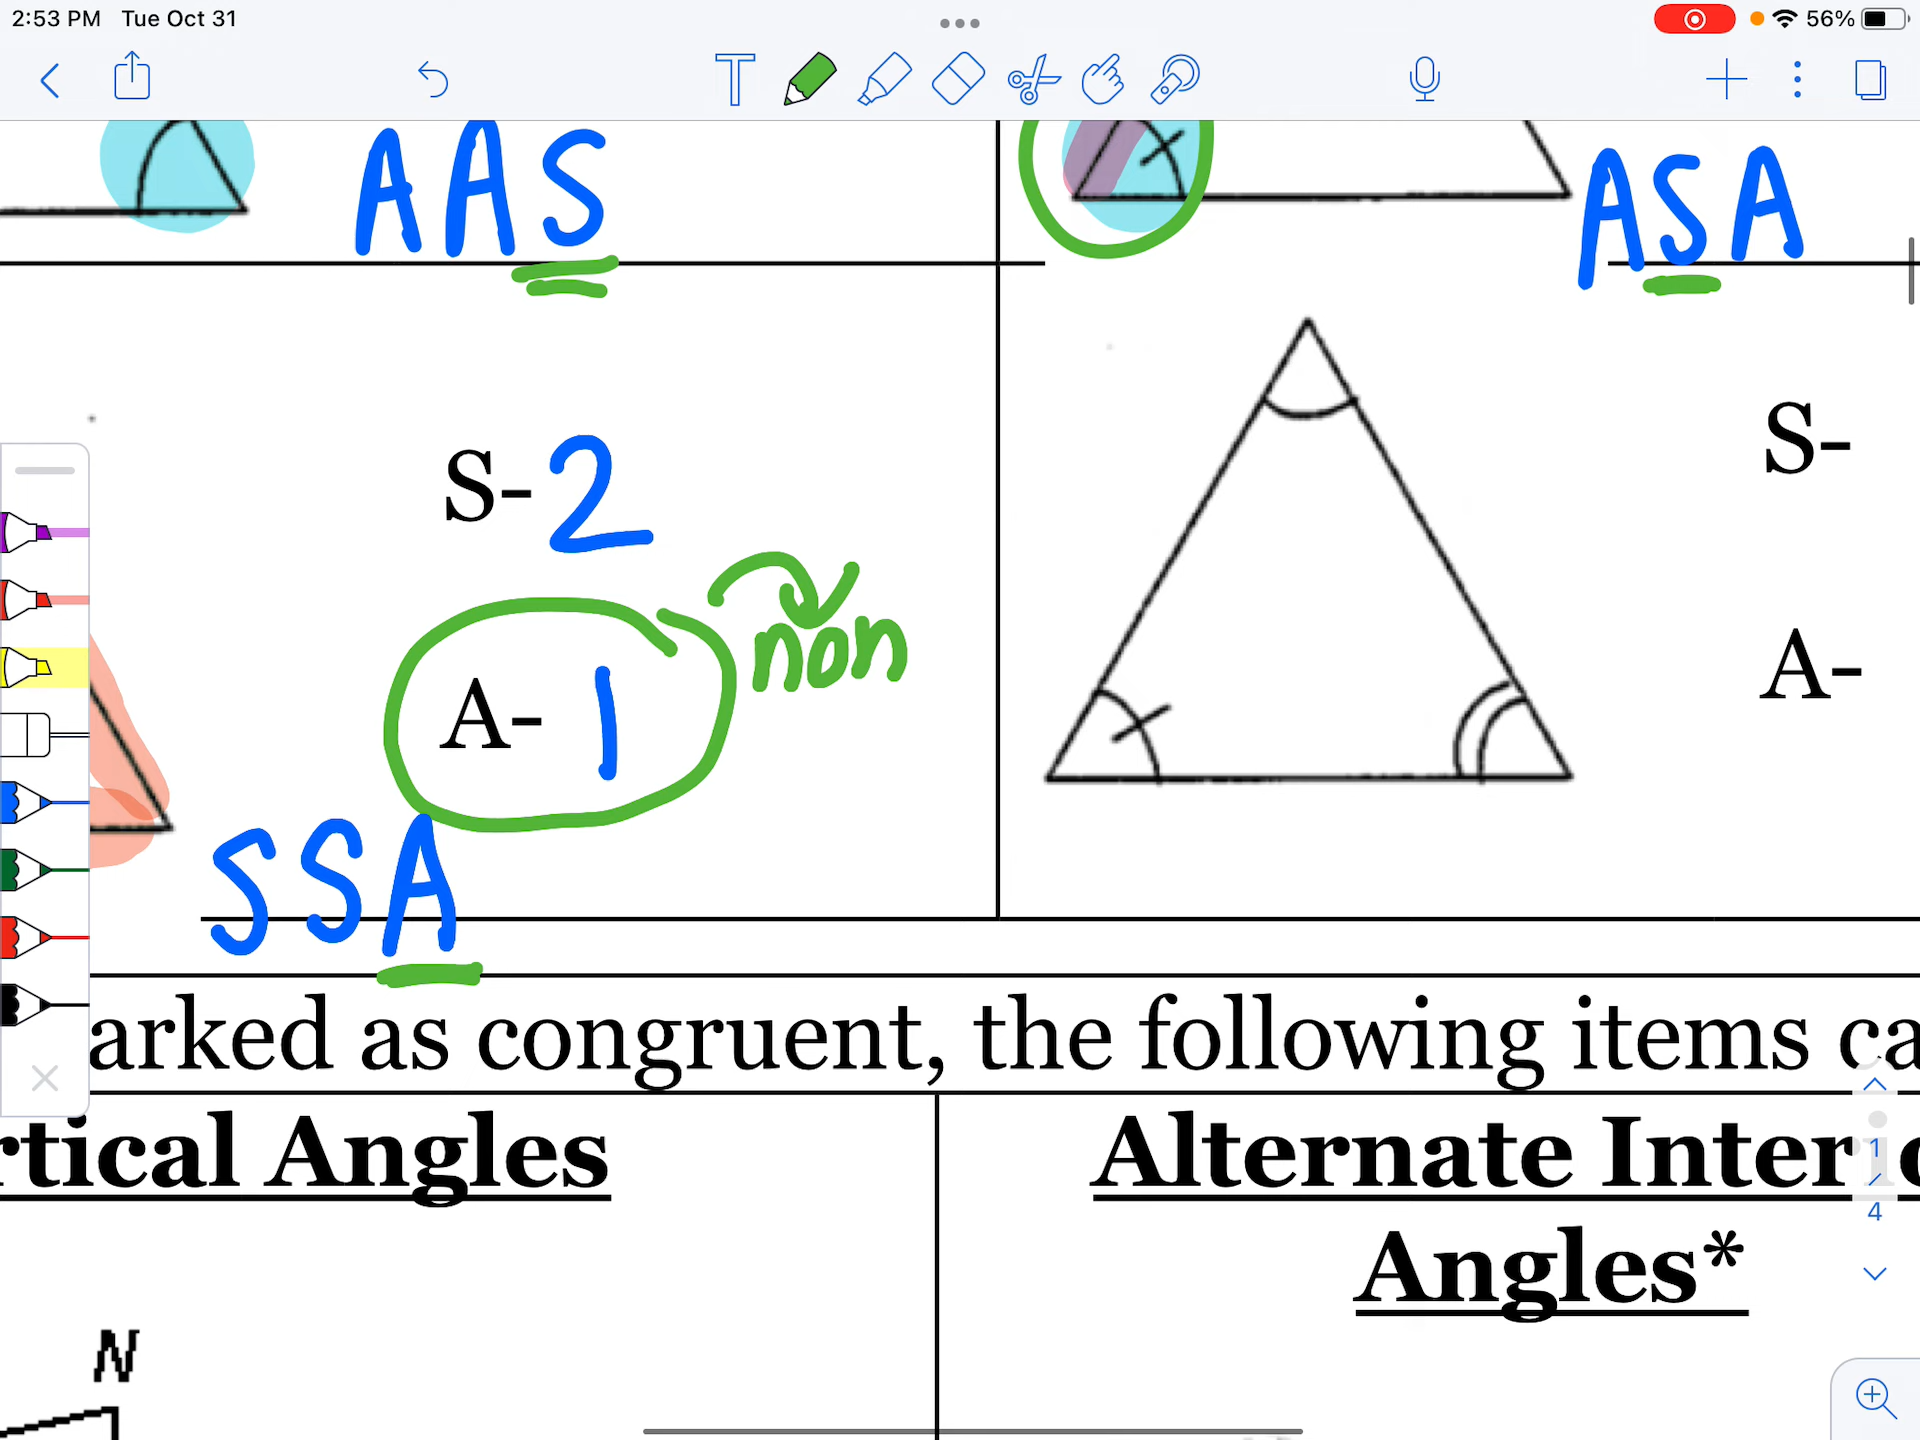 2:53 PM Tue Oct 31
56%
T
AAS
ASA
S-2
S-
A-1
non
A-
SSA
arked as congruent, the following items ca
rtical Angles
Alternate Interio
Angles*
1
4
N